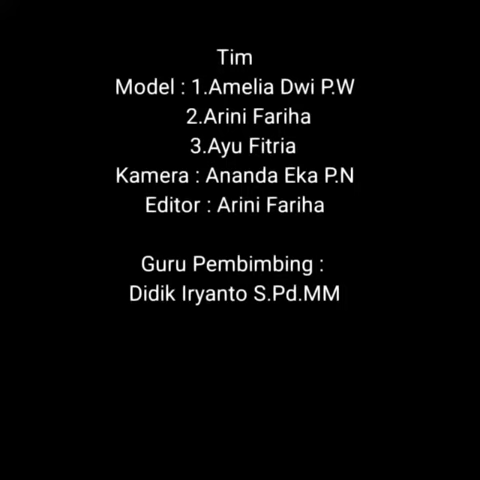 Tim
Model : 1.Amelia Dwi P.W
2.Arini Fariha
3.Ayu Fitria
Kamera : Ananda Eka P.N
Editor : Arini Fariha
Guru Pembimbing :
Didik Iryanto S.Pd.MM